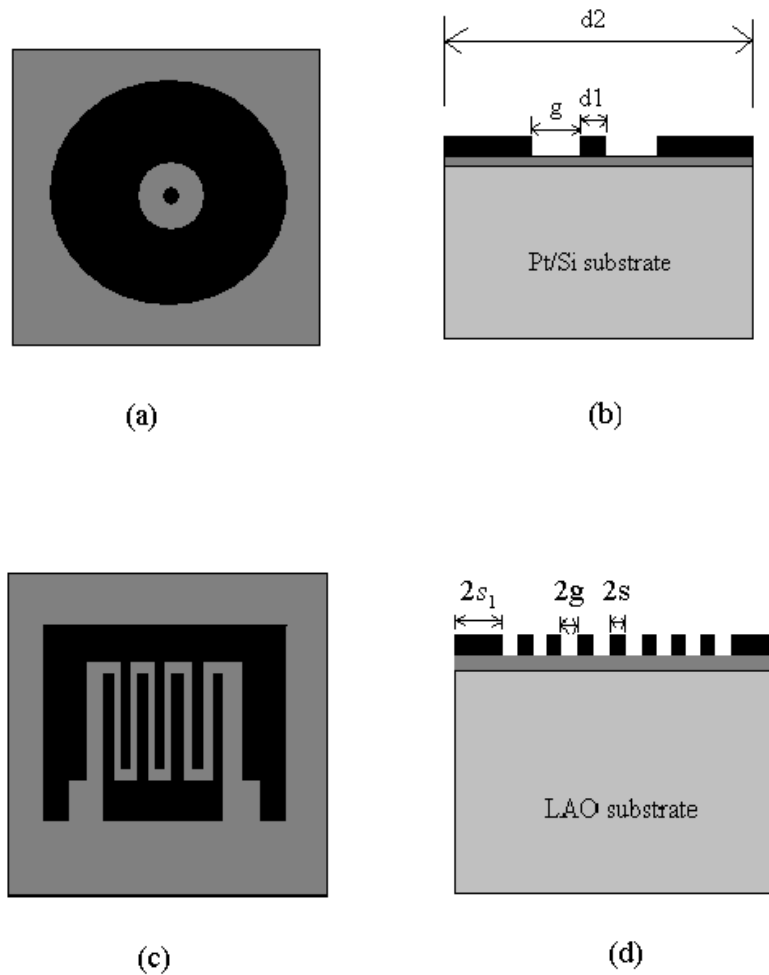 d2
g
d1
Pt/Si substrate
(a)
(b)
2s₁
2g
2s
LAO substrate
(c)
(d)